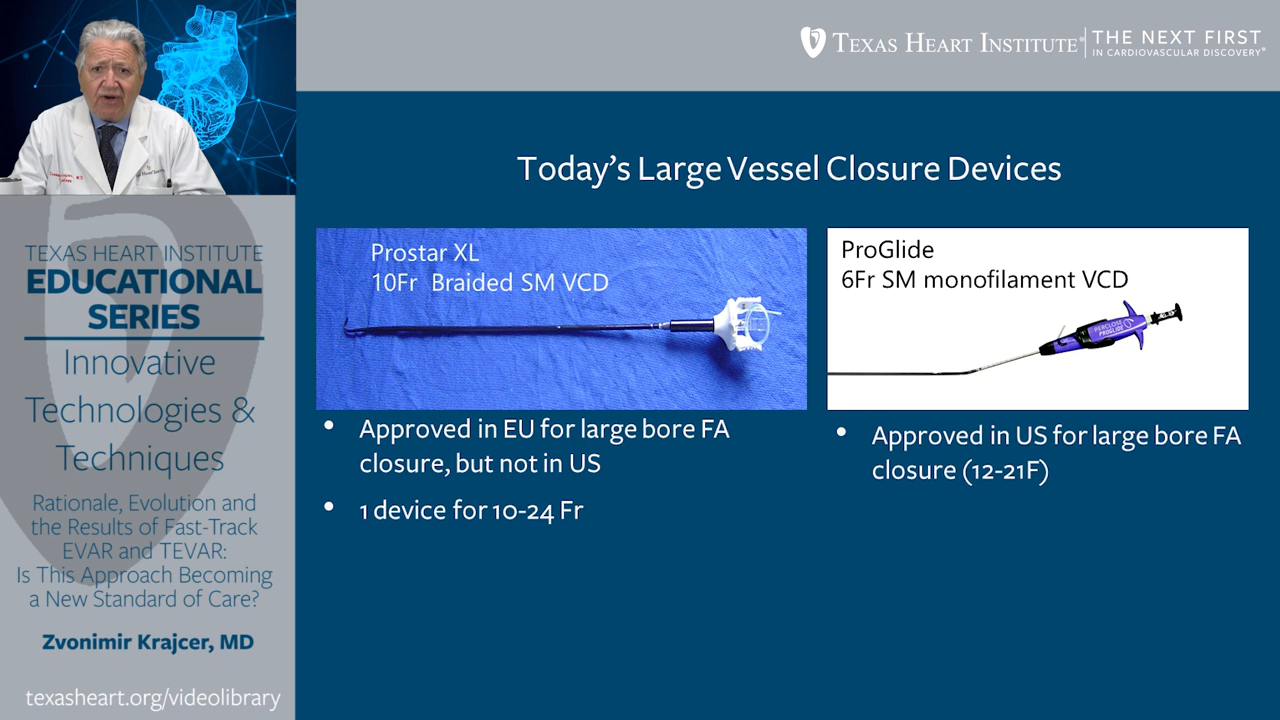 TEXAS HEART INSTITUTE
EDUCATIONAL
SERIES
Innovative
Technologies &
Techniques
Rationale, Evolution and
the Results of Fast-Track
EVAR and TEVAR:
Is This Approach Becoming
a New Standard of Care?
Zvonimir Krajcer, MD
texasheart.org/videolibrary
TEXAS HEART INSTITUTE®
THE NEXT FIRST
IN CARDIOVASCULAR DISCOVERY®
Today's Large Vessel Closure Devices
Prostar XL
10Fr Braided SM VCD
• Approved in EU for large bore FA
closure, but not in US
• 1 device for 10-24 Fr
ProGlide
6Fr SM monofilament VCD
PERCLOSE
PROGLIDE
• Approved in US for large bore FA
closure (12-21F)